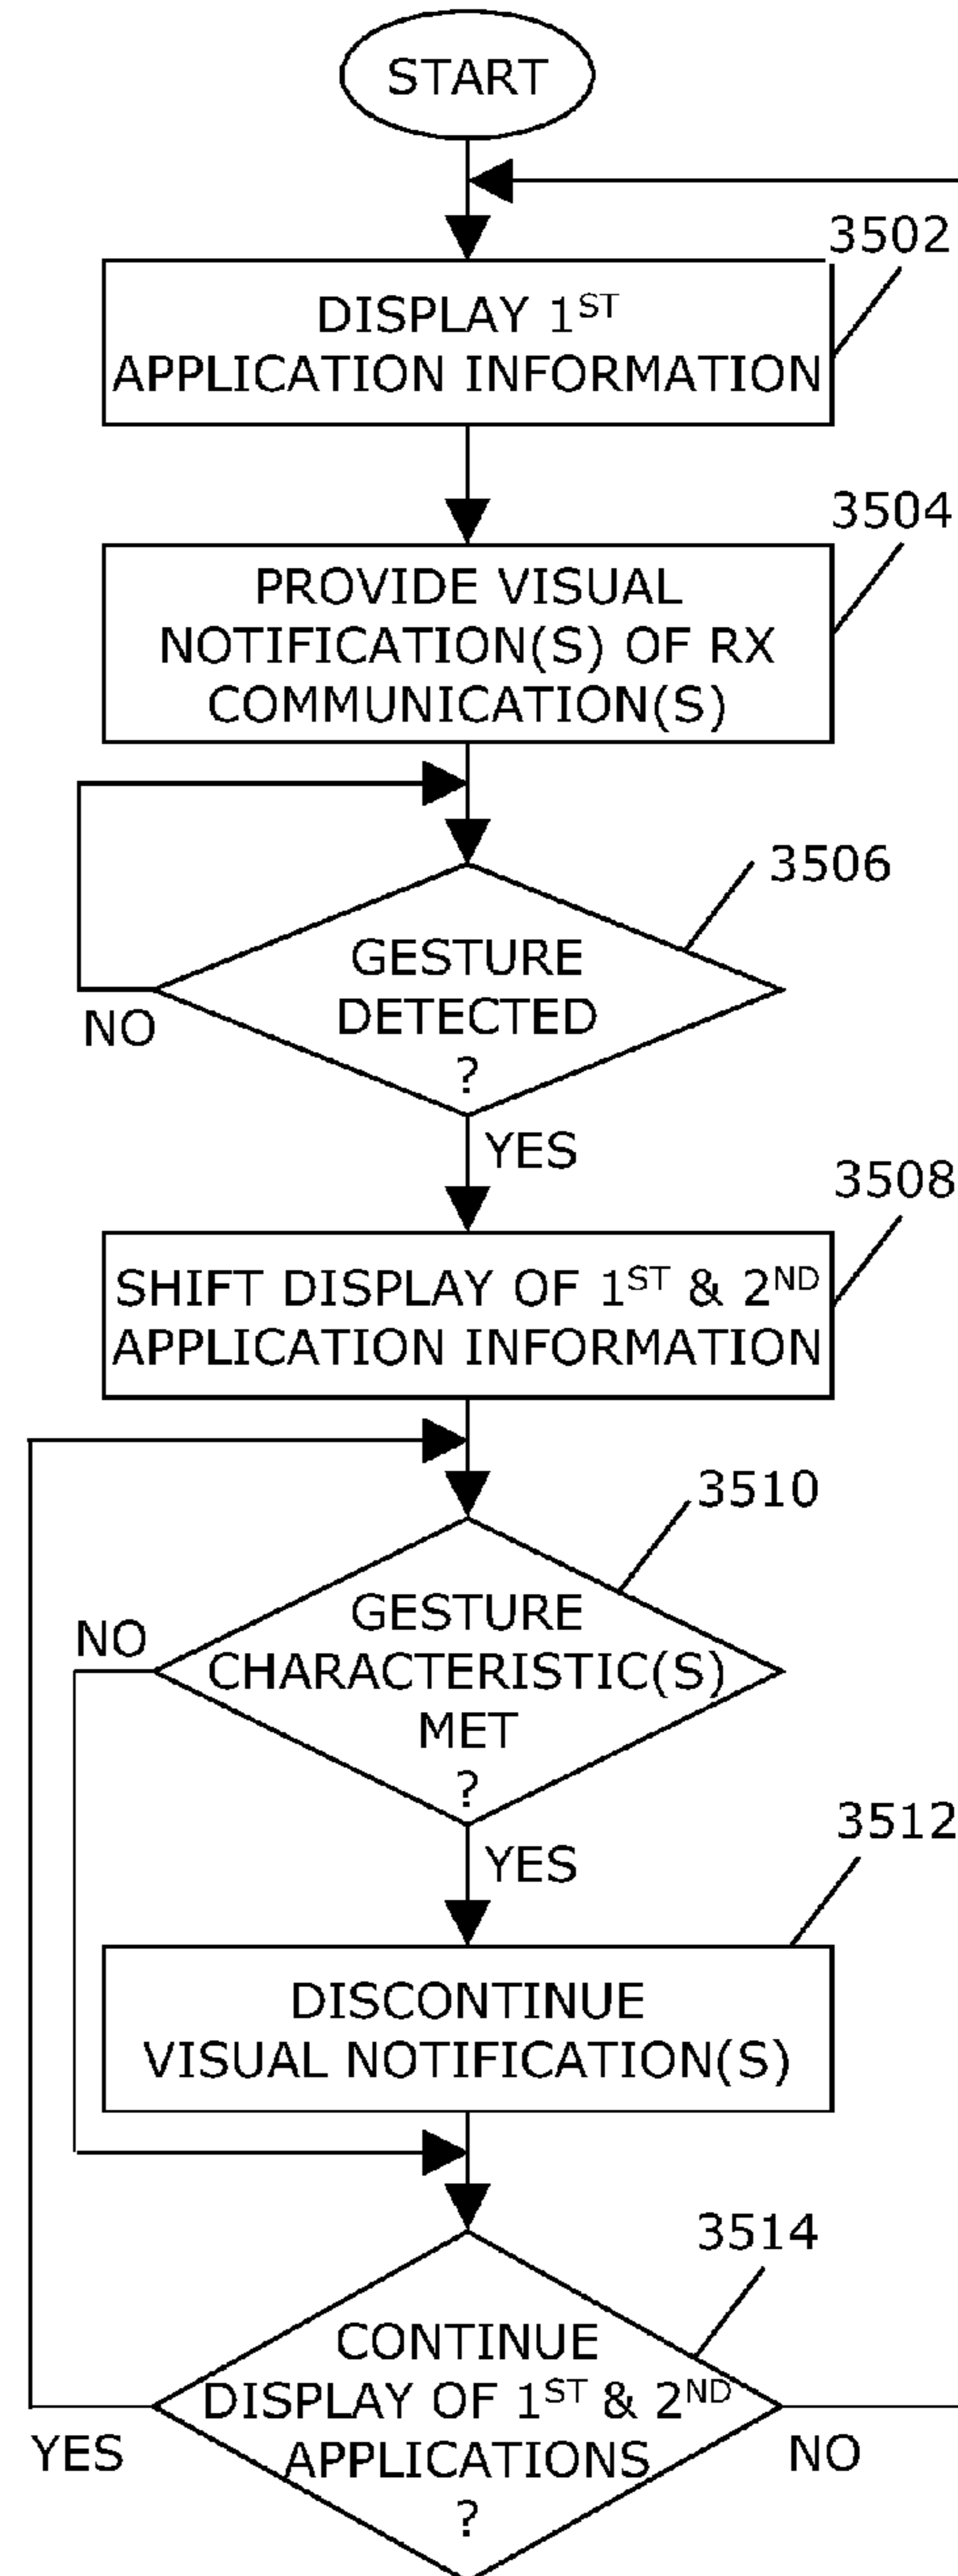 START
3502
DISPLAY 1ST
APPLICATION INFORMATION
3504
PROVIDE VISUAL
NOTIFICATION(S) OF RX
COMMUNICATION(S)
3506
GESTURE
DETECTED
?
NO
YES
3508
SHIFT DISPLAY OF 1ST & 2ND
APPLICATION INFORMATION
3510
GESTURE
CHARACTERISTIC(S)
MET
?
NO
YES
3512
DISCONTINUE
VISUAL NOTIFICATION(S)
3514
CONTINUE
DISPLAY OF 1ST & 2ND
APPLICATIONS
?
YES
NO